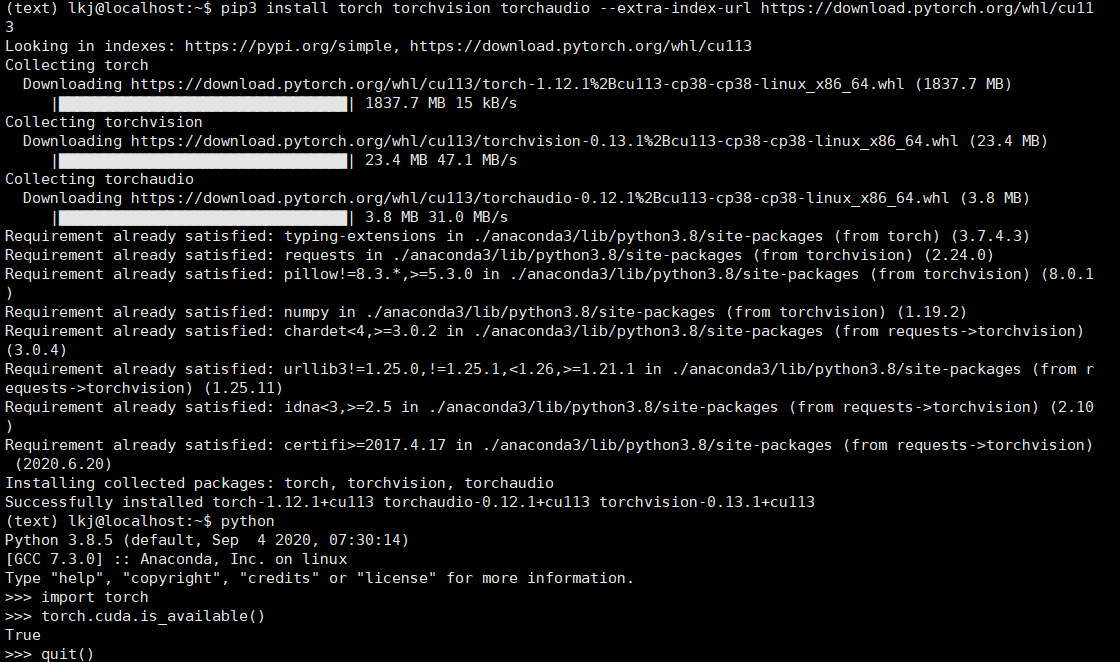 (text) lkj@localhost:~$ pip3 install torch torchvision torchaudio --extra-index-url https://download.pytorch.org/whl/cu11
3
Looking in indexes: https://pypi.org/simple, https://download.pytorch.org/whl/cu113
Collecting torch
  Downloading https://download.pytorch.org/whl/cu113/torch-1.12.1%2Bcu113-cp38-cp38-linux_x86_64.whl (1837.7 MB)
     |████████████████████████████████| 1837.7 MB 15 kB/s
Collecting torchvision
  Downloading https://download.pytorch.org/whl/cu113/torchvision-0.13.1%2Bcu113-cp38-cp38-linux_x86_64.whl (23.4 MB)
     |████████████████████████████████| 23.4 MB 47.1 MB/s
Collecting torchaudio
  Downloading https://download.pytorch.org/whl/cu113/torchaudio-0.12.1%2Bcu113-cp38-cp38-linux_x86_64.whl (3.8 MB)
     |████████████████████████████████| 3.8 MB 31.0 MB/s
Requirement already satisfied: typing-extensions in ./anaconda3/lib/python3.8/site-packages (from torch) (3.7.4.3)
Requirement already satisfied: requests in ./anaconda3/lib/python3.8/site-packages (from torchvision) (2.24.0)
Requirement already satisfied: pillow!=8.3.*,>=5.3.0 in ./anaconda3/lib/python3.8/site-packages (from torchvision) (8.0.1
)
Requirement already satisfied: numpy in ./anaconda3/lib/python3.8/site-packages (from torchvision) (1.19.2)
Requirement already satisfied: chardet<4,>=3.0.2 in ./anaconda3/lib/python3.8/site-packages (from requests->torchvision)
(3.0.4)
Requirement already satisfied: urllib3!=1.25.0,!=1.25.1,<1.26,>=1.21.1 in ./anaconda3/lib/python3.8/site-packages (from r
equests->torchvision) (1.25.11)
Requirement already satisfied: idna<3,>=2.5 in ./anaconda3/lib/python3.8/site-packages (from requests->torchvision) (2.10
)
Requirement already satisfied: certifi>=2017.4.17 in ./anaconda3/lib/python3.8/site-packages (from requests->torchvision)
 (2020.6.20)
Installing collected packages: torch, torchvision, torchaudio
Successfully installed torch-1.12.1+cu113 torchaudio-0.12.1+cu113 torchvision-0.13.1+cu113
(text) lkj@localhost:~$ python
Python 3.8.5 (default, Sep  4 2020, 07:30:14)
[GCC 7.3.0] :: Anaconda, Inc. on linux
Type "help", "copyright", "credits" or "license" for more information.
>>> import torch
>>> torch.cuda.is_available()
True
>>> quit()